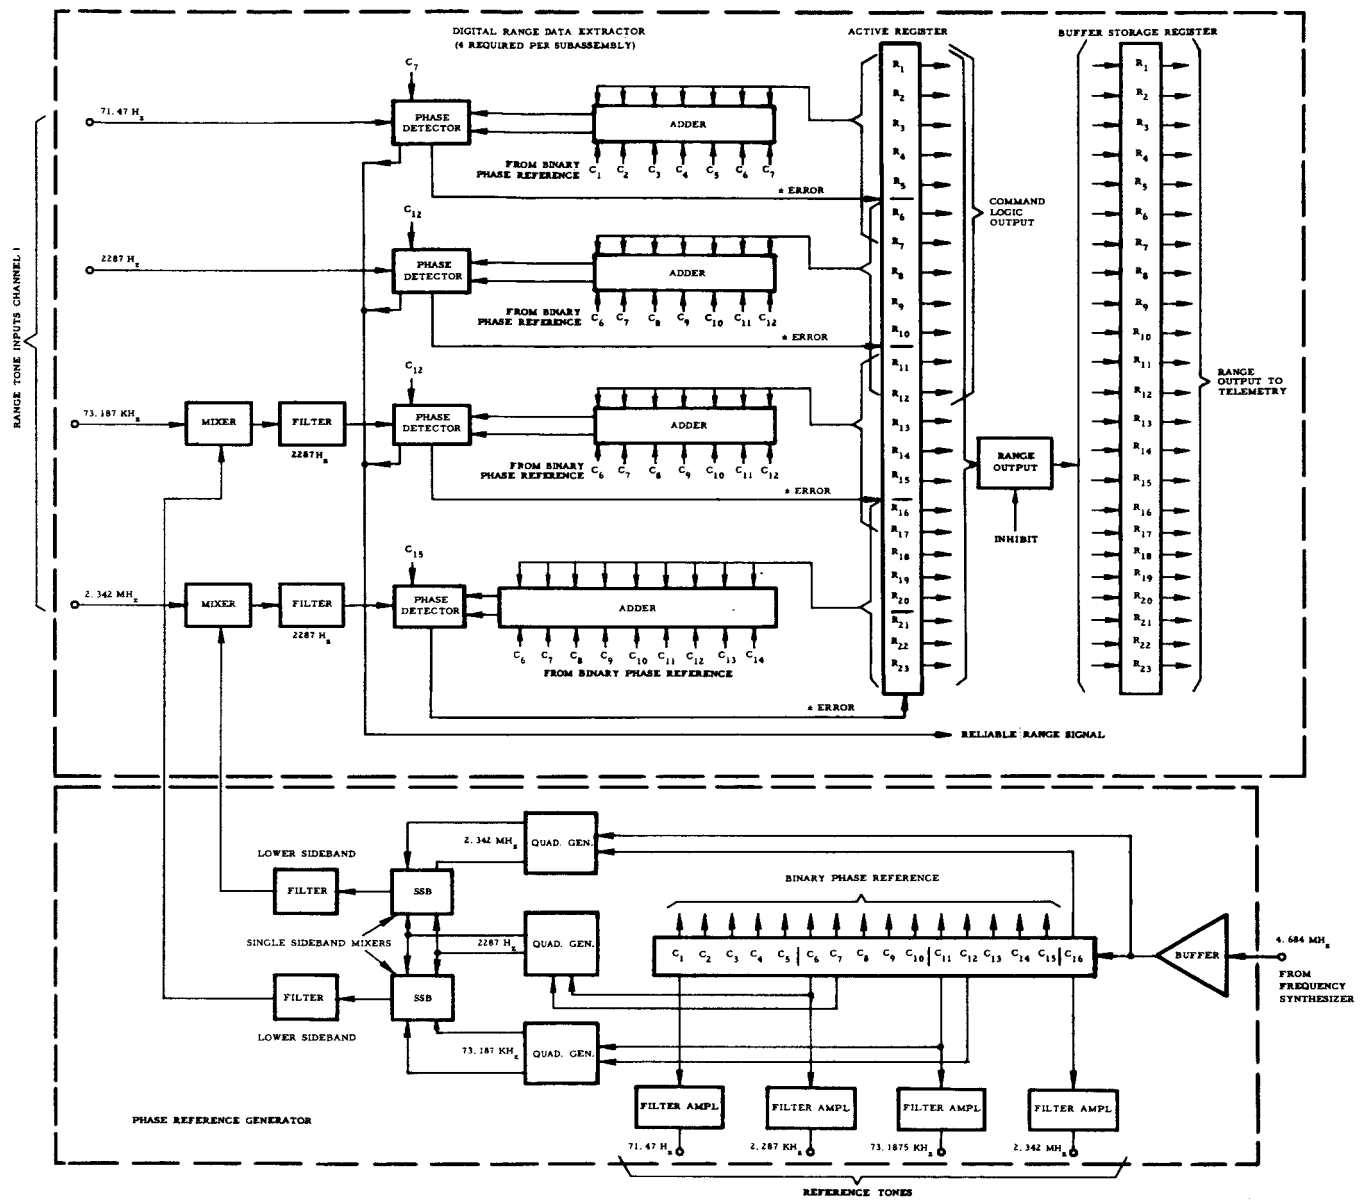 DIGITAL RANGE DATA EXTRACTOR
(4 REQUIRED PER SUBASSEMBLY)
ACTIVE REGISTER
BUFFER STORAGE REGISTER
RANGE TONE INPUTS CHANNEL 1
71.47 Hz
C7
PHASE DETECTOR
ADDER
FROM BINARY
PHASE REFERENCE
C1 C2 C3 C4 C5 C6 C7
± ERROR
2287 Hz
C12
PHASE DETECTOR
ADDER
FROM BINARY
PHASE REFERENCE
C6 C7 C8 C9 C10 C11 C12
± ERROR
73.187 KHz
MIXER
FILTER
2287 Hz
C12
PHASE DETECTOR
ADDER
FROM BINARY
PHASE REFERENCE
C6 C7 C8 C9 C10 C11 C12
± ERROR
2.342 MHz
MIXER
FILTER
2287 Hz
C15
PHASE DETECTOR
ADDER
C6 C7 C8 C9 C10 C11 C12 C13 C14
FROM BINARY PHASE REFERENCE
± ERROR
RELIABLE RANGE SIGNAL
R1
R2
R3
R4
R5
R6
R7
R8
R9
R10
R11
R12
R13
R14
R15
R16
R17
R18
R19
R20
R21
R22
R23
COMMAND
LOGIC
OUTPUT
RANGE
OUTPUT
INHIBIT
R1
R2
R3
R4
R5
R6
R7
R8
R9
R10
R11
R12
R13
R14
R15
R16
R17
R18
R19
R20
R21
R22
R23
RANGE
OUTPUT TO
TELEMETRY
LOWER SIDEBAND
FILTER
SSB
2.342 MHz
QUAD. GEN.
SINGLE SIDEBAND MIXERS
2287 Hz
QUAD. GEN.
FILTER
SSB
LOWER SIDEBAND
73.187 KHz
QUAD. GEN.
BINARY PHASE REFERENCE
C1 C2 C3 C4 C5 C6 C7 C8 C9 C10 C11 C12 C13 C14 C15 C16
BUFFER
4.684 MHz
FROM
FREQUENCY
SYNTHESIZER
PHASE REFERENCE GENERATOR
FILTER AMPL
FILTER AMPL
FILTER AMPL
FILTER AMPL
71.47 Hz
2.287 KHz
73.1875 KHz
2.342 MHz
REFERENCE TONES